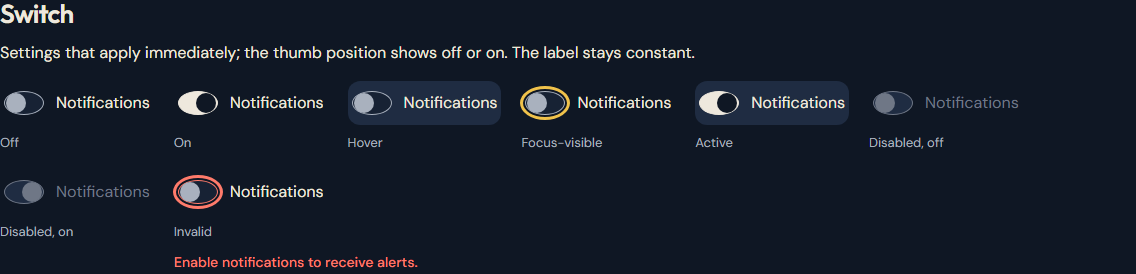 Switch
Settings that apply immediately; the thumb position shows off or on. The label stays constant.
Notifications Notifications Notifications Notifications Notifications Notifications
Off On Hover Focus-visible Active Disabled, off
Notifications Notifications
Disabled, on Invalid
Enable notifications to receive alerts.